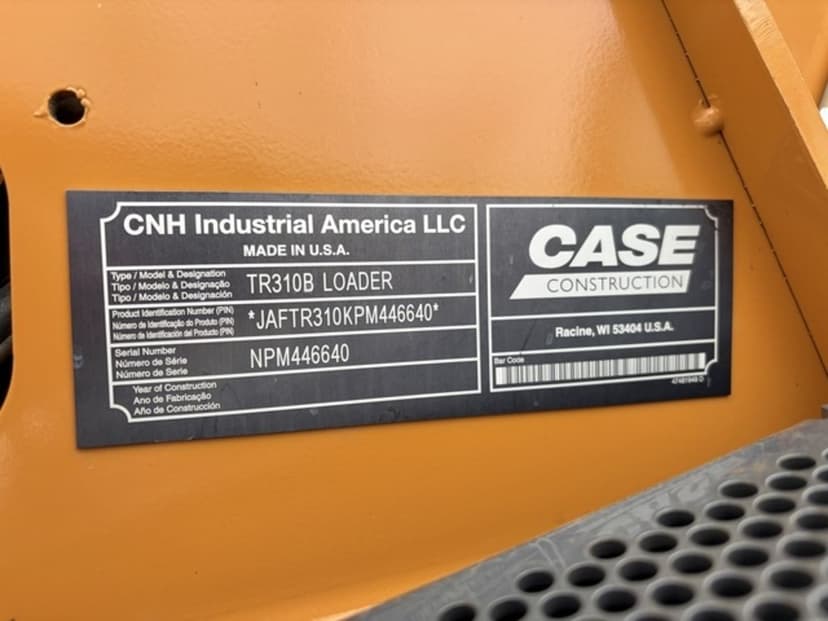 CNH Industrial America LLC
MADE IN U.S.A.
Type / Model & Designation
Tipo / Modelo & Designação
Tipo / Modelo & Designación
TR310B LOADER
Product Identification Number (PIN)
Número de Identificação do Produto (PIN)
Número de Identificación del Producto (PIN)
*JAFTR310KPM446640*
Serial Number
Número de Série
Número de Serie
NPM446640
Year of Construction
Ano de Fabricação
Año de Construcción
CASE
CONSTRUCTION
Racine, WI 53404 U.S.A.
Bar Code